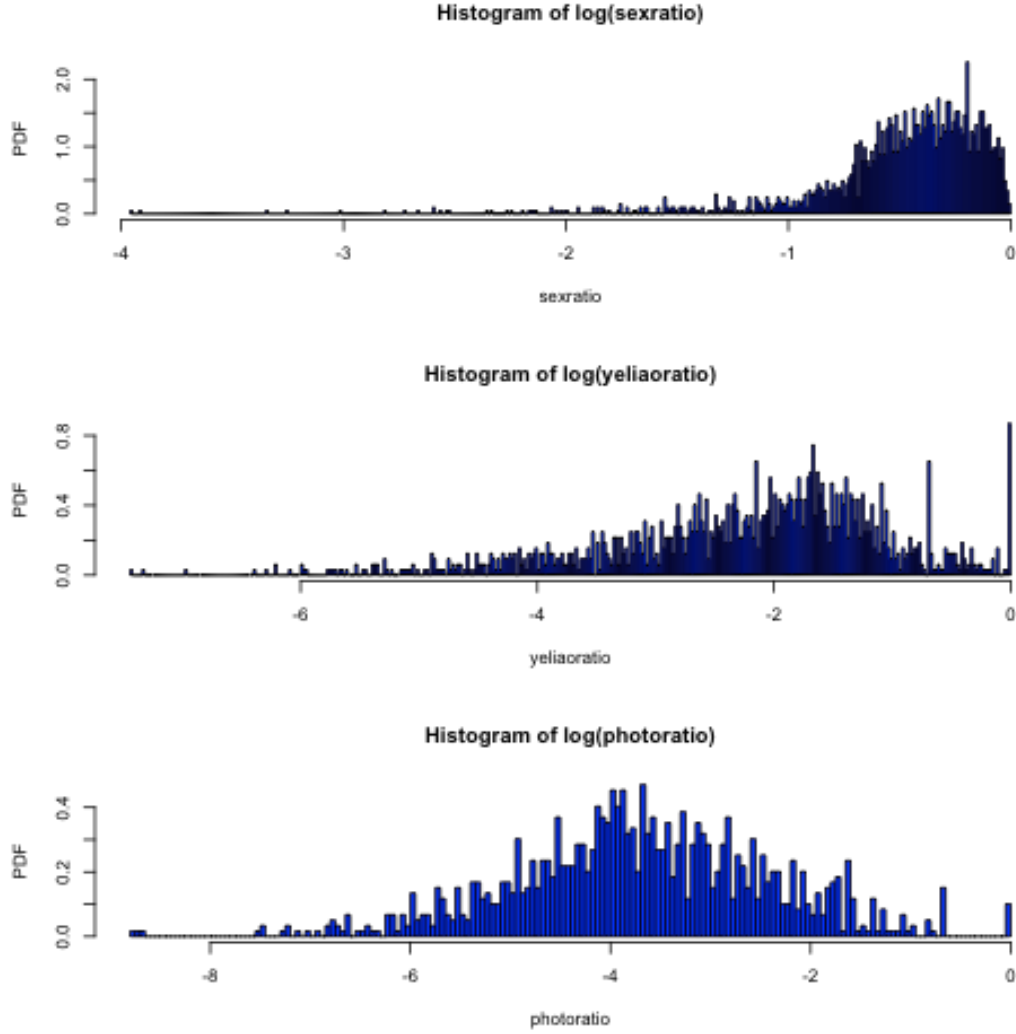 Histogram of log(sexratio)
PDF
0.0 1.0 2.0
-4 -3 -2 -1 0
sexratio
Histogram of log(yeliaoratio)
PDF
0.0 0.4 0.8
-6 -4 -2 0
yeliaoratio
Histogram of log(photoratio)
PDF
0.0 0.2 0.4
-8 -6 -4 -2 0
photoratio